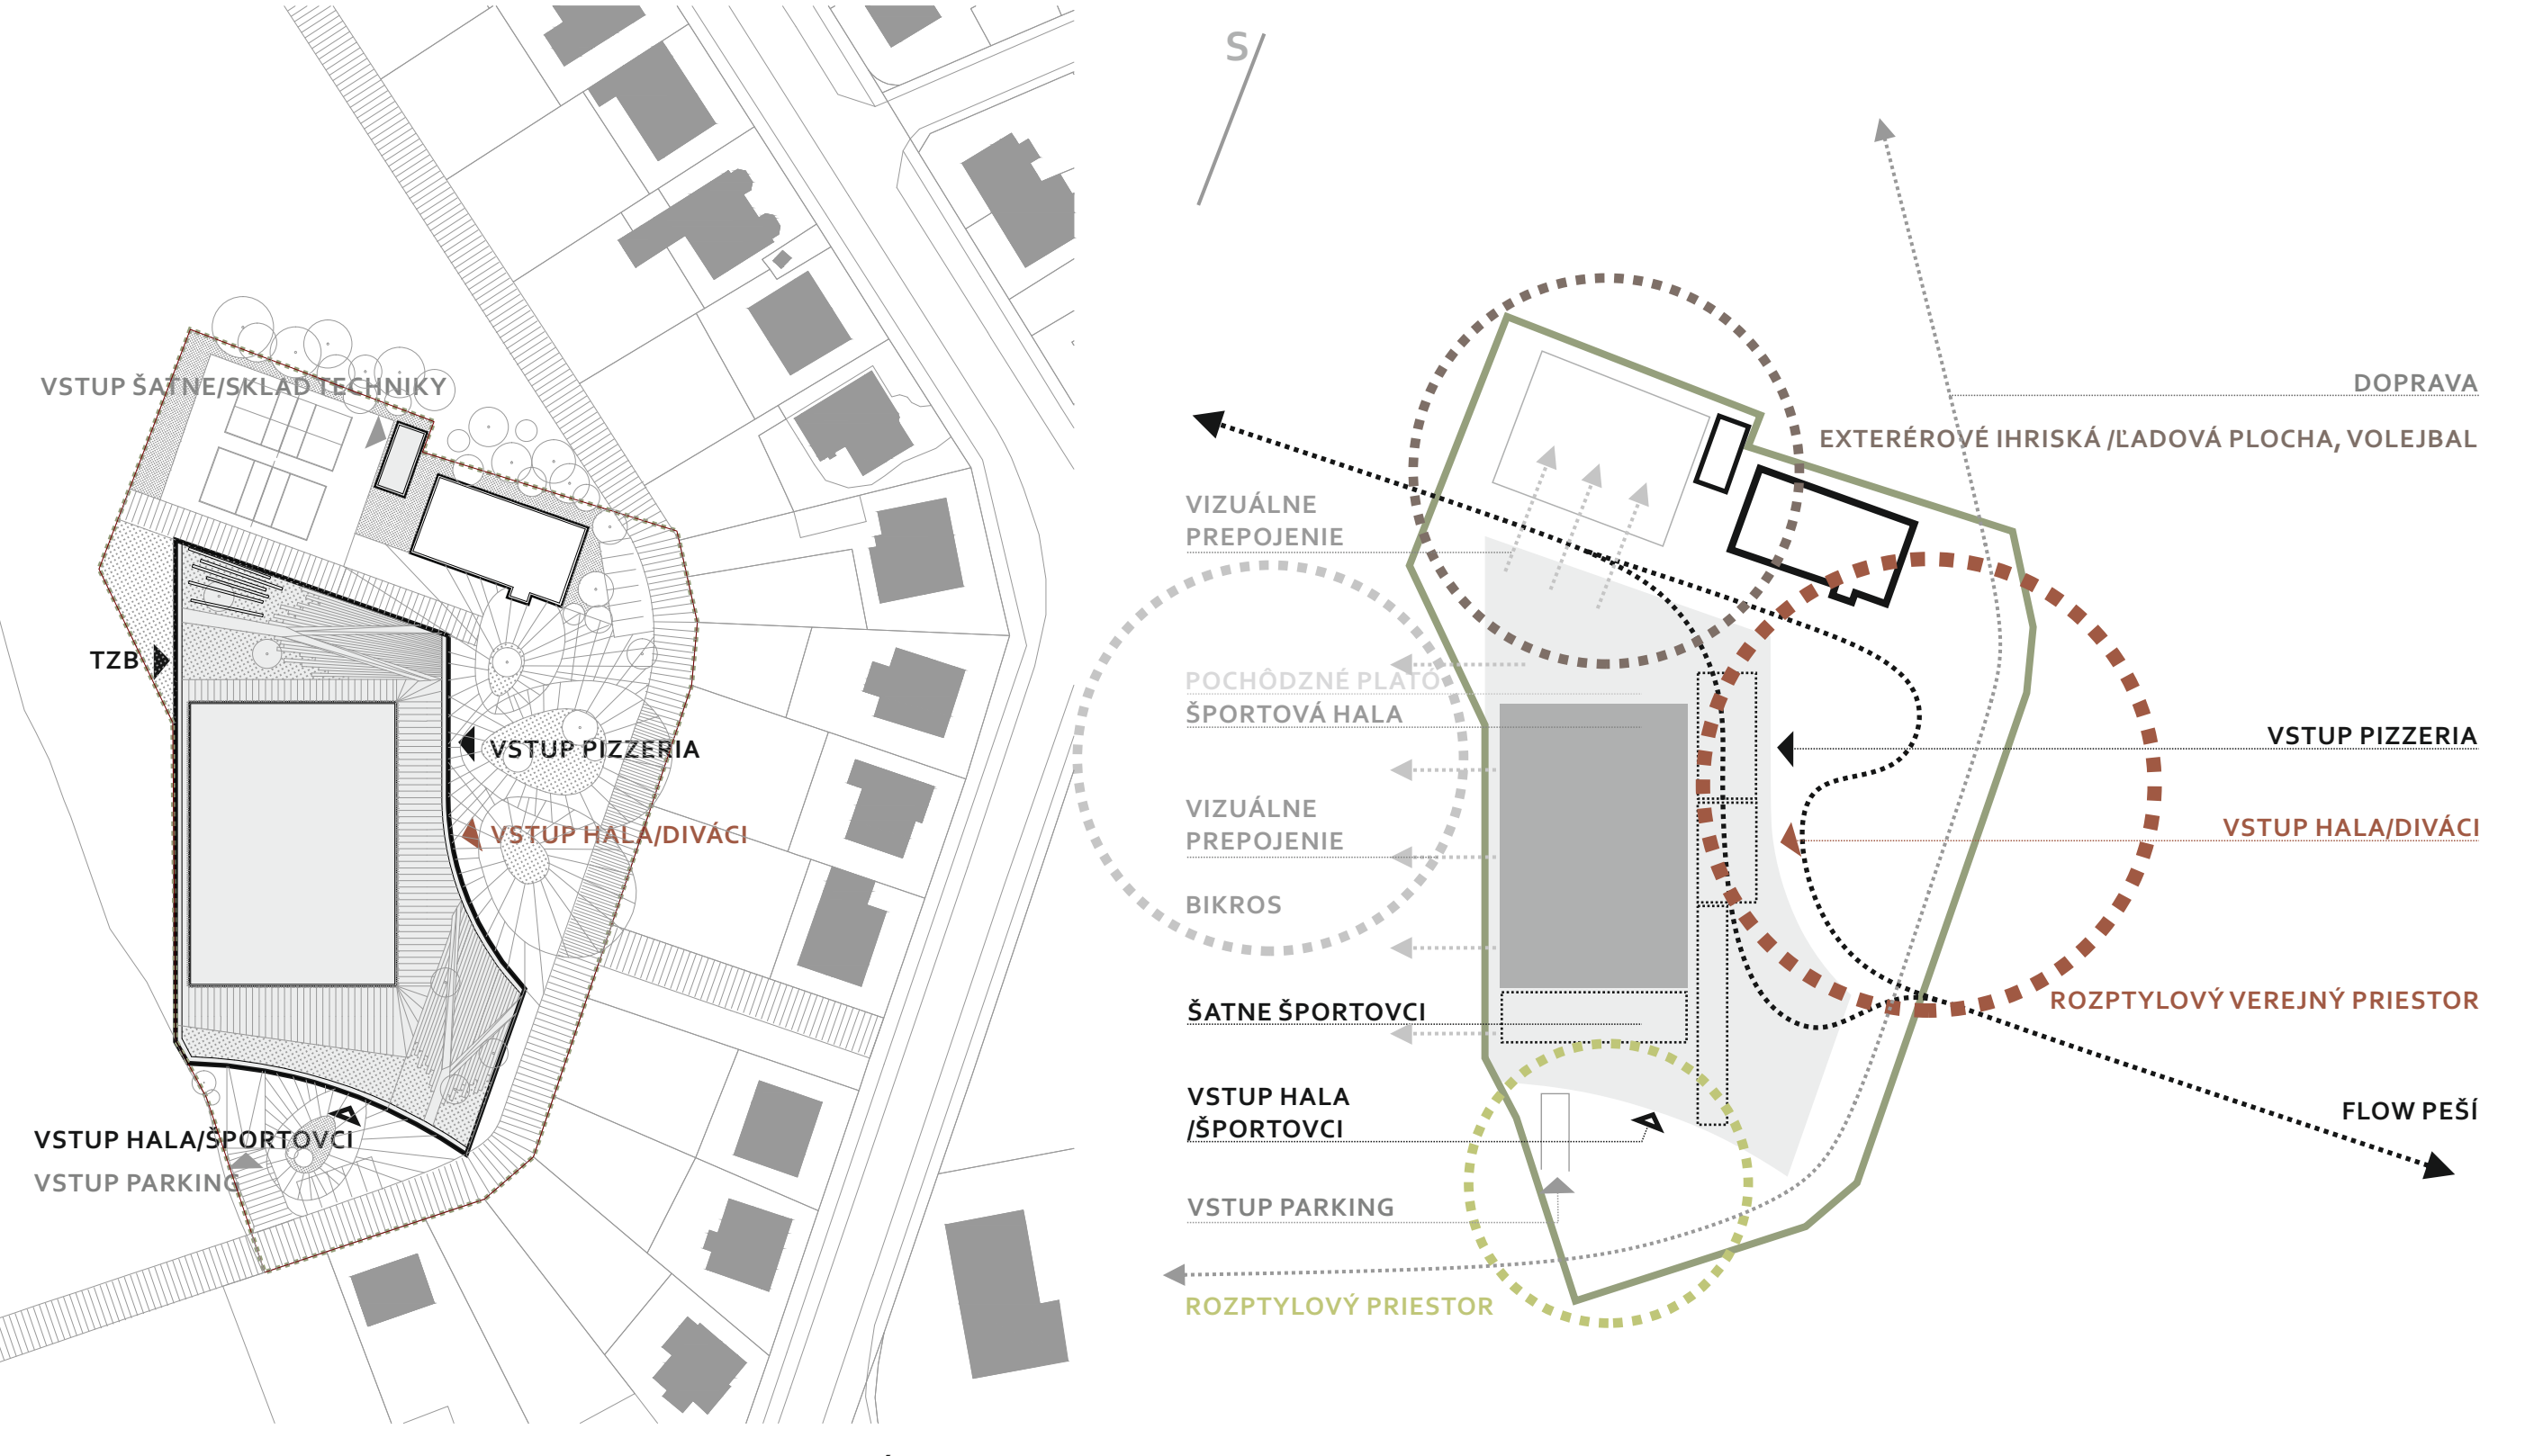 VSTUP ŠATNE/SKLAD TECHNIKY
TZB
VSTUP PIZZERIA
VSTUP HALA/DIVÁCI
VSTUP HALA/ŠPORTOVCI
VSTUP PARKING
S
DOPRAVA
EXTERÉROVÉ IHRISKÁ /ĽADOVÁ PLOCHA, VOLEJBAL
VIZUÁLNE
PREPOJENIE
POCHÔDZNÉ PLATÓ
ŠPORTOVÁ HALA
VSTUP PIZZERIA
VIZUÁLNE
PREPOJENIE
VSTUP HALA/DIVÁCI
BIKROS
ŠATNE ŠPORTOVCI
ROZPTYLOVÝ VEREJNÝ PRIESTOR
VSTUP HALA
/ŠPORTOVCI
FLOW PEŠÍ
VSTUP PARKING
ROZPTYLOVÝ PRIESTOR